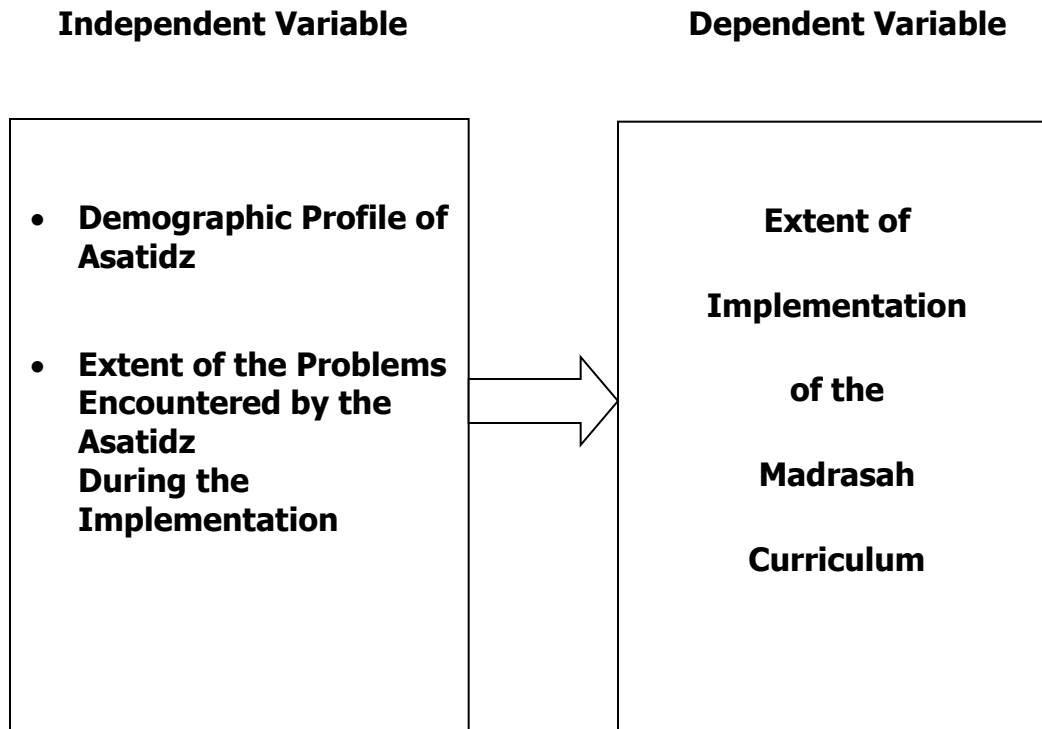 Independent Variable
Dependent Variable
• Demographic Profile of
Asatidz
• Extent of the Problems
Encountered by the
Asatidz
During the
Implementation
Extent of
Implementation
of the
Madrasah
Curriculum